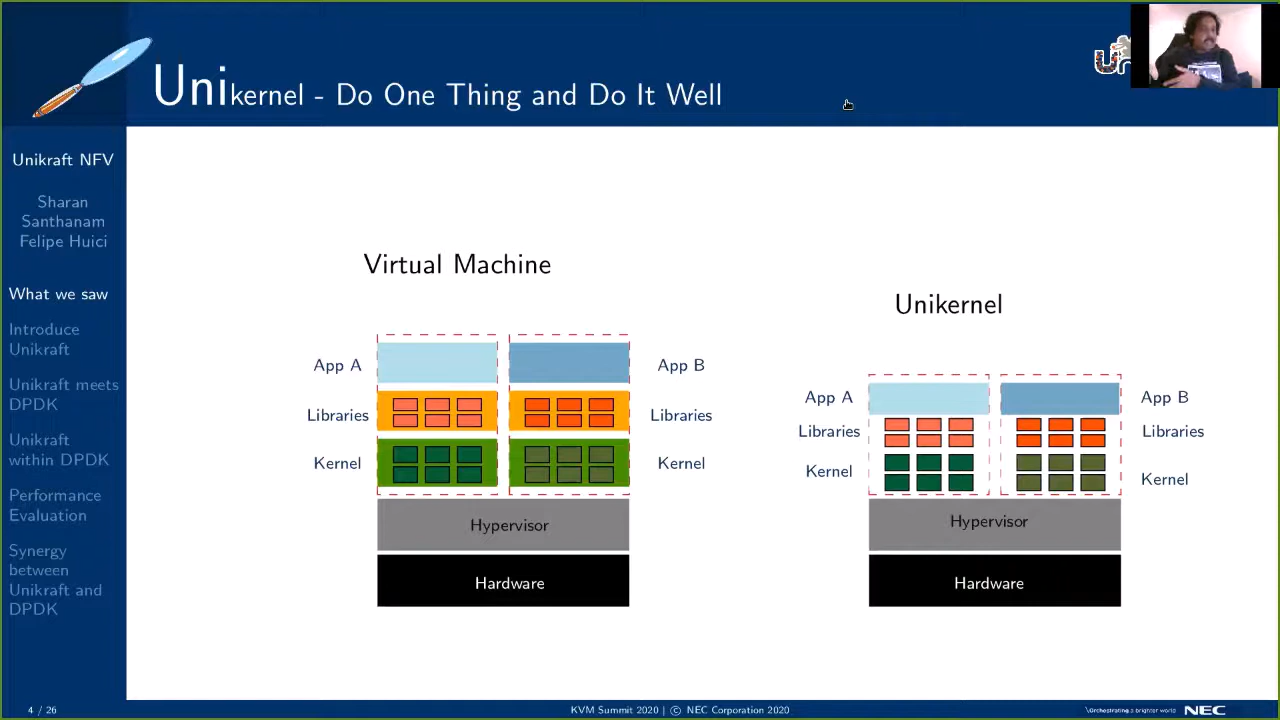 Unikernel - Do One Thing and Do It Well
Unikraft NFV
Sharan
Santhanam
Felipe Huici
What we saw
Introduce
Unikraft
Unikraft meets
DPDK
Unikraft
within DPDK
Performance
Evaluation
Synergy
between
Unikraft and
DPDK
Virtual Machine
App A
App B
Libraries
Libraries
Kernel
Kernel
Hypervisor
Hardware
Unikernel
App A
App B
Libraries
Libraries
Kernel
Kernel
Hypervisor
Hardware
4 / 26
KVM Summit 2020 | © NEC Corporation 2020
\Orchestrating a brighter world NEC